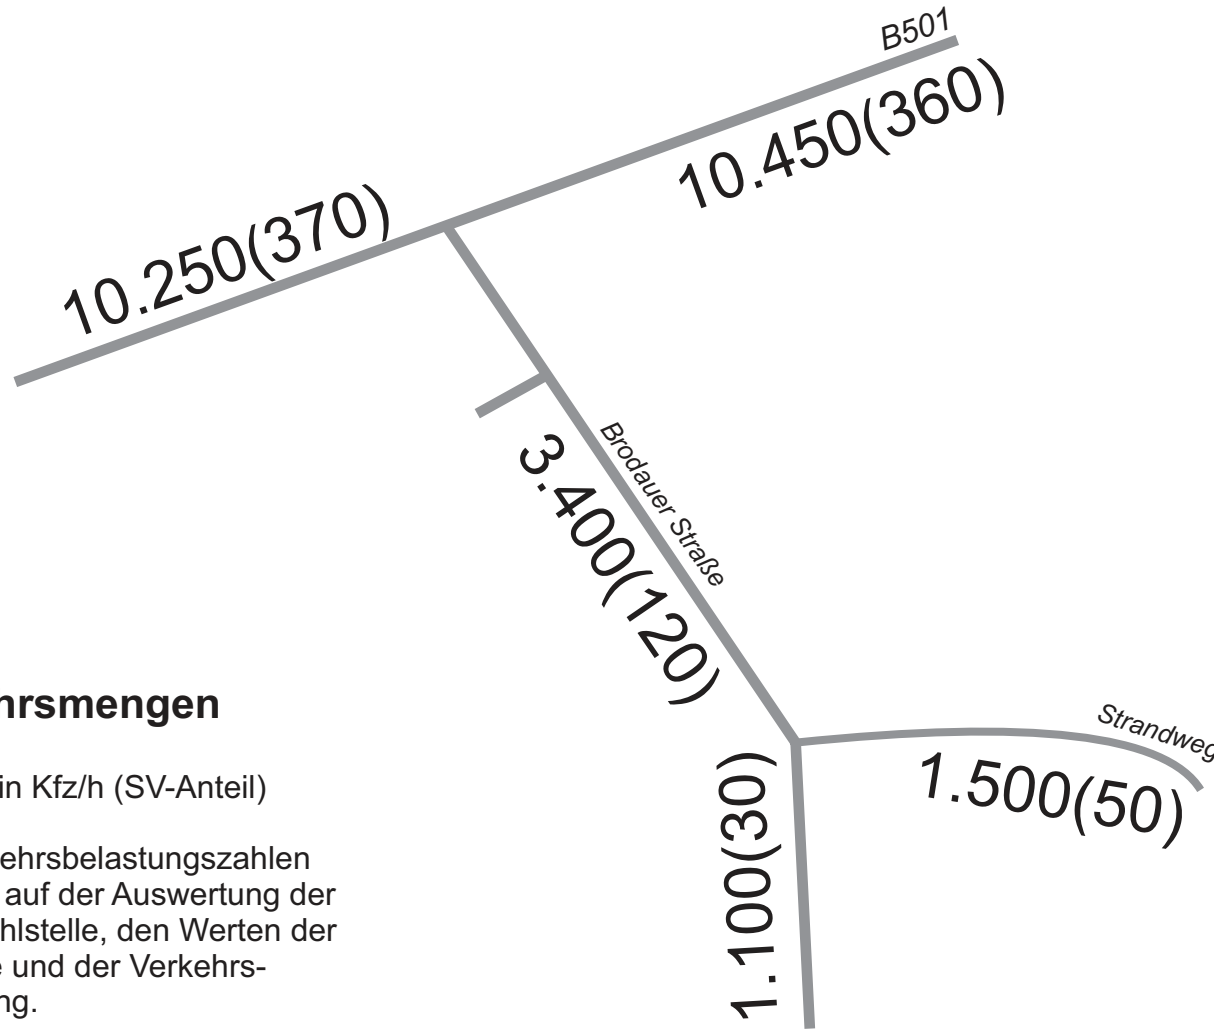 B501
10.450(360)
10.250(370)
Brodauer Straße
3.400(120)
hrsmengen
Strandweg
in Kfz/h (SV-Anteil)
1.500(50)
1.100(30)
ehrsbelastungszahlen
auf der Auswertung der
hlstelle, den Werten der
e und der Verkehrs-
ng.